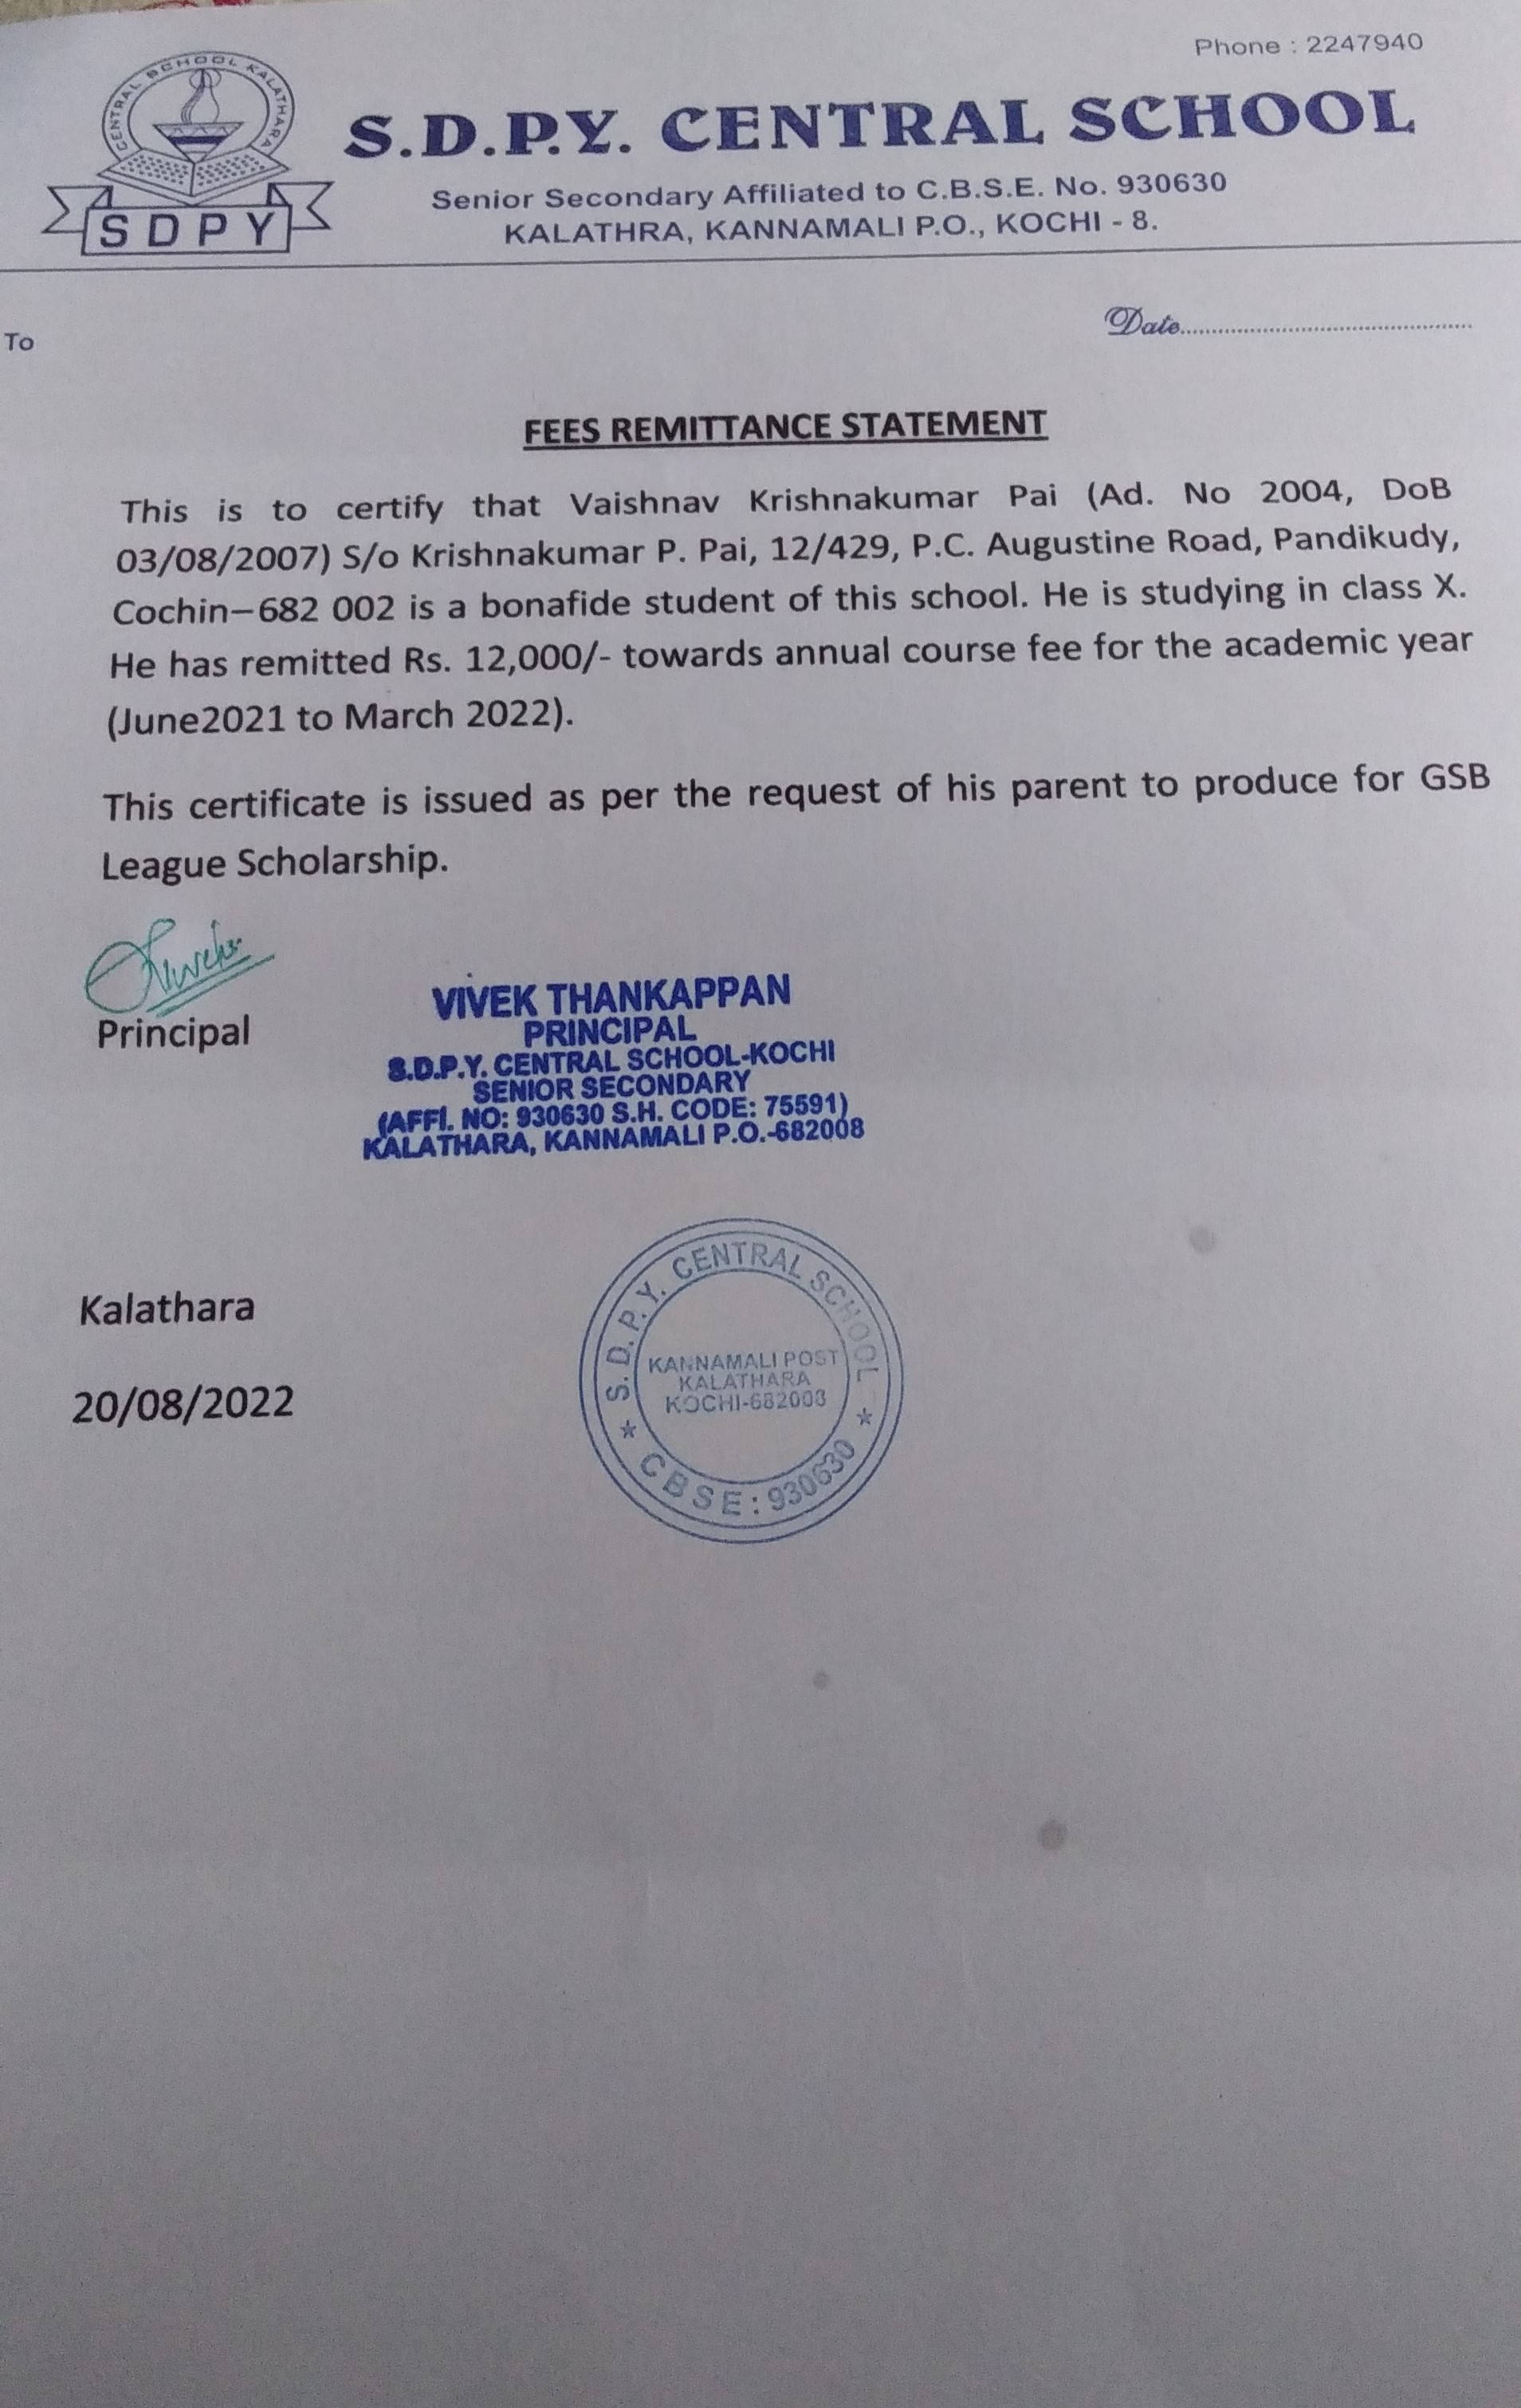 Phone : 2247940
CENTRAL SCHOOL KALATHARA
SDPY
S.D.P.Y. CENTRAL SCHOOL
Senior Secondary Affiliated to C.B.S.E. No. 930630
KALATHRA, KANNAMALI P.O., KOCHI - 8.
Date
To
FEES REMITTANCE STATEMENT
This is to certify that Vaishnav Krishnakumar Pai (Ad. No 2004, DoB
03/08/2007) S/o Krishnakumar P. Pai, 12/429, P.C. Augustine Road, Pandikudy,
Cochin–682 002 is a bonafide student of this school. He is studying in class X.
He has remitted Rs. 12,000/- towards annual course fee for the academic year
(June2021 to March 2022).
This certificate is issued as per the request of his parent to produce for GSB
League Scholarship.
Principal
VIVEK THANKAPPAN
PRINCIPAL
S.D.P.Y. CENTRAL SCHOOL-KOCHI
SENIOR SECONDARY
(AFFI. NO: 930630 S.H. CODE: 75591)
KALATHARA, KANNAMALI P.O.-682008
Kalathara
20/08/2022
S. D. P. Y. CENTRAL SCHOOL
KANNAMALI POST
KALATHARA
KOCHI-682008
* CBSE : 930630 *